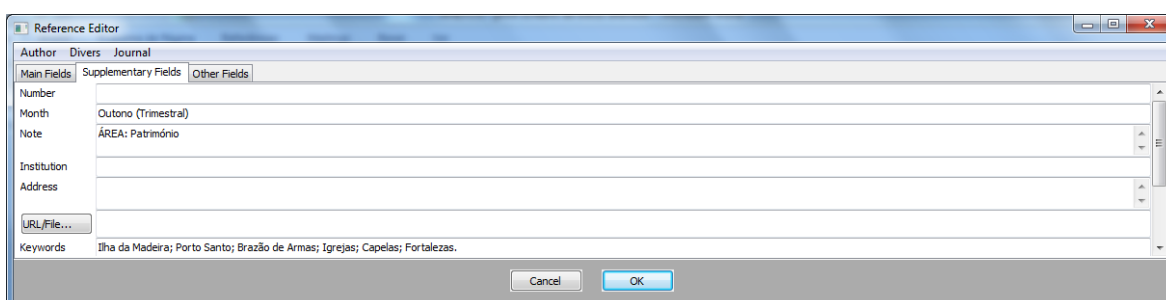 Reference Editor
Author Divers Journal
Main Fields Supplementary Fields Other Fields
Number
Month Outono (Trimestral)
Note ÁREA: Património
Institution
Address
URL/File...
Keywords Ilha da Madeira; Porto Santo; Brazão de Armas; Igrejas; Capelas; Fortalezas.
Cancel OK